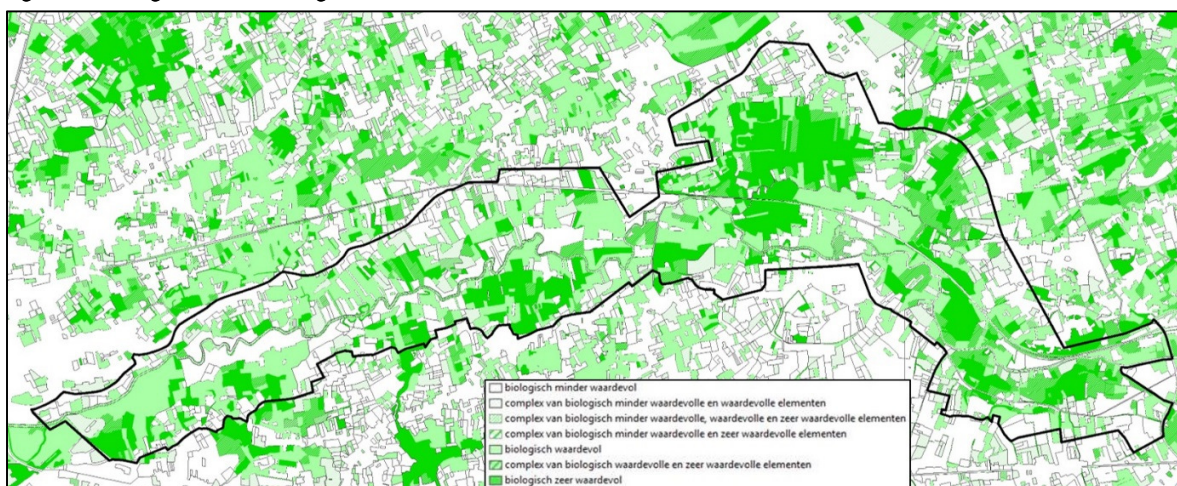 biologisch minder waardevol
complex van biologisch minder waardevolle en waardevolle elementen
complex van biologisch minder waardevolle, waardevolle en zeer waardevolle elementen
complex van biologisch minder waardevolle en zeer waardevolle elementen
biologisch waardevol
complex van biologisch waardevolle en zeer waardevolle elementen
biologisch zeer waardevol